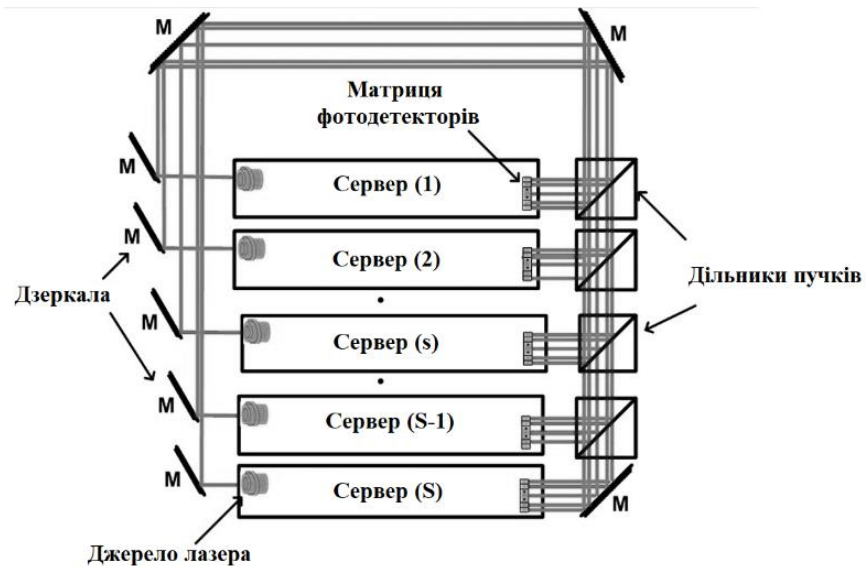 М
М
Матриця
фотодетекторів
М
Сервер (1)
М
Сервер (2)
Дзеркала
Дільники пучків
М
Сервер (s)
М
Сервер (S-1)
М
Сервер (S)
М
Джерело лазера